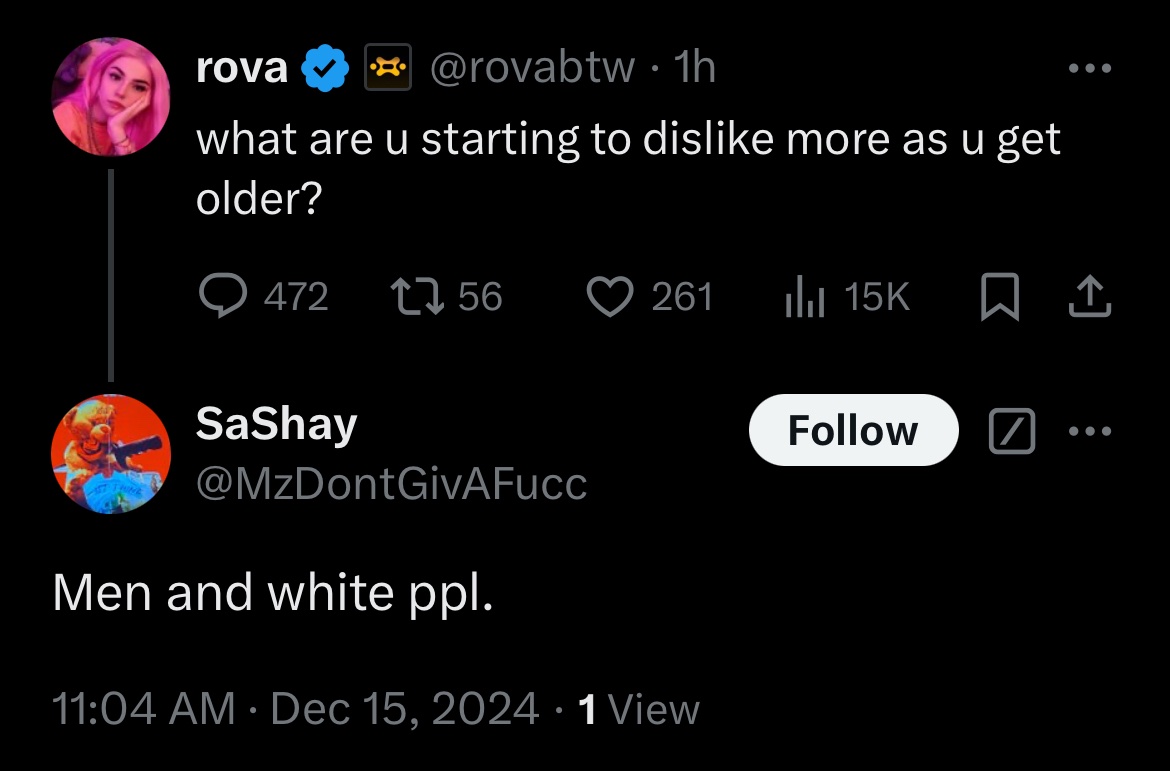 rova @rovabtw · 1h
what are u starting to dislike more as u get
older?
472 56 261 15K
SaShay
Follow
@MzDontGivAFucc
Men and white ppl.
11:04 AM · Dec 15, 2024 · 1 View